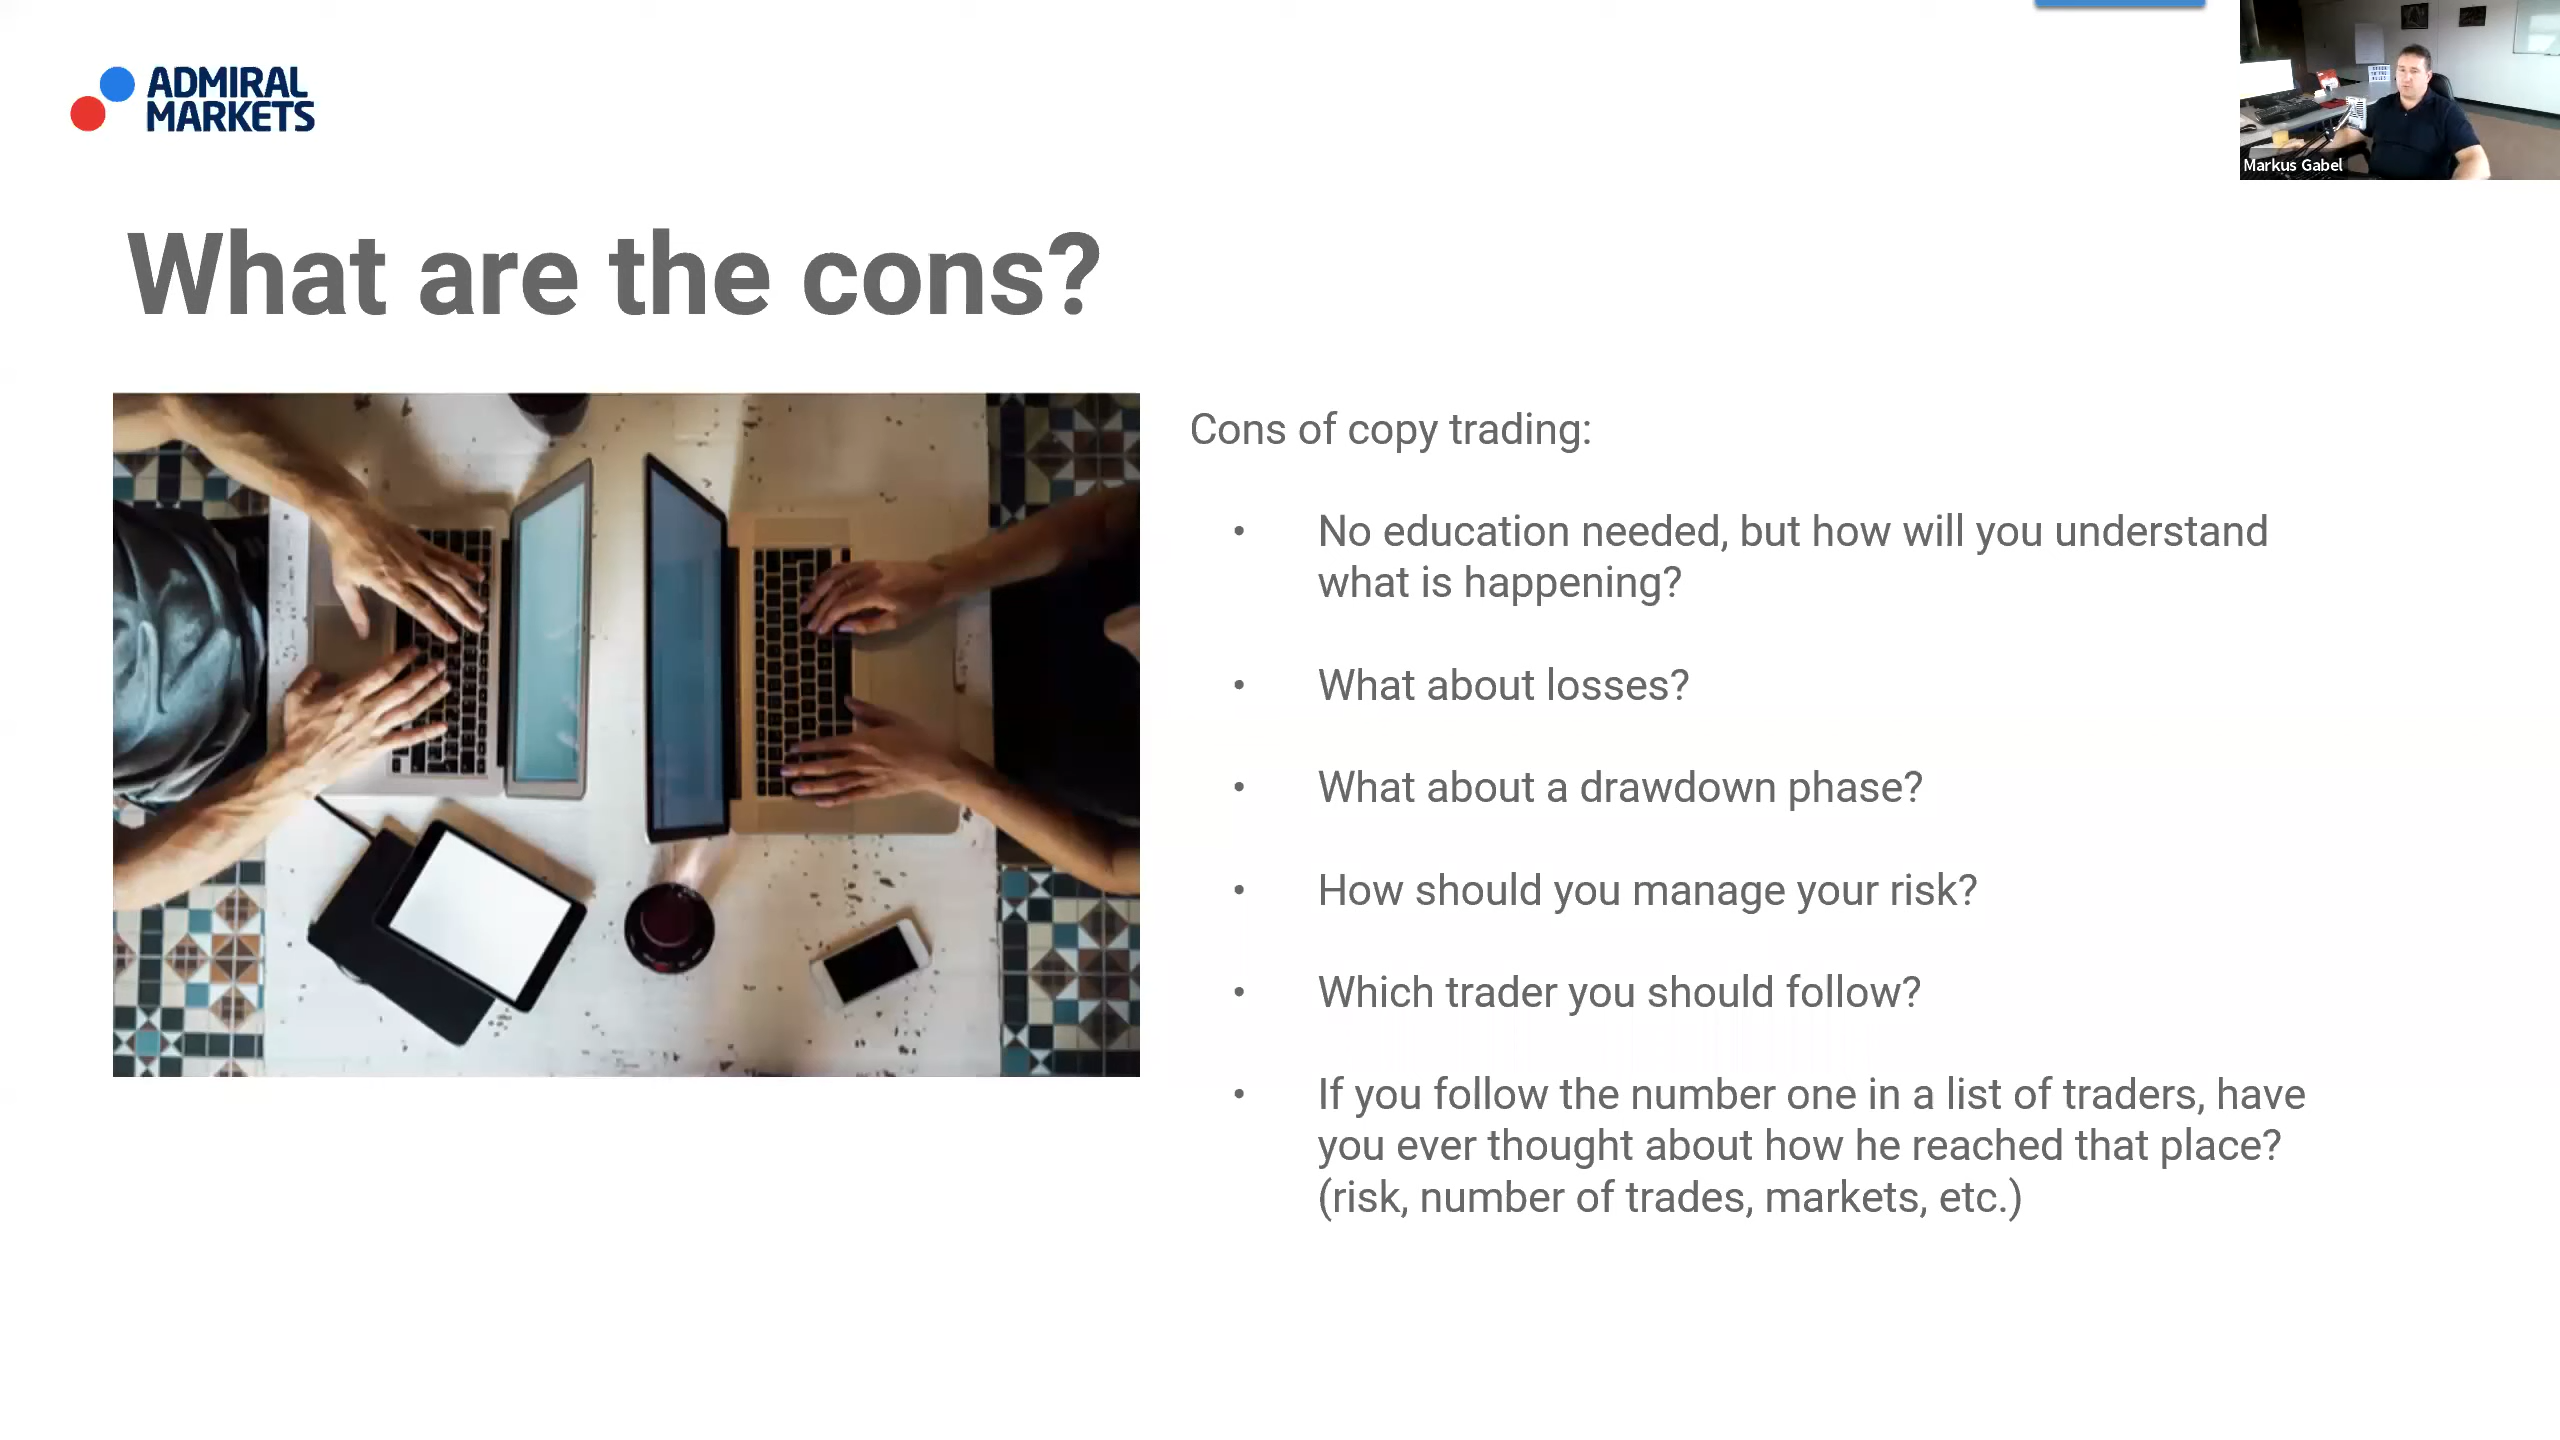 ADMIRAL
MARKETS
Markus Gabel
What are the cons?
Cons of copy trading:
• No education needed, but how will you understand
what is happening?
• What about losses?
• What about a drawdown phase?
• How should you manage your risk?
• Which trader you should follow?
• If you follow the number one in a list of traders, have
you ever thought about how he reached that place?
(risk, number of trades, markets, etc.)